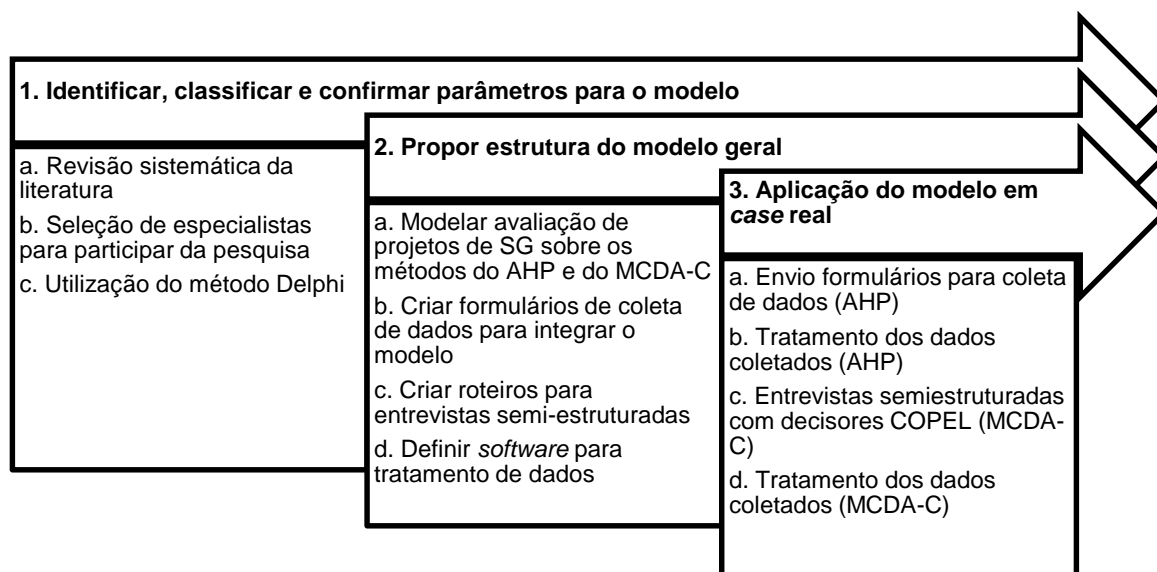 1. Identificar, classificar e confirmar parâmetros para o modelo
a. Revisão sistemática da
literatura
b. Seleção de especialistas
para participar da pesquisa
c. Utilização do método Delphi
2. Propor estrutura do modelo geral
a. Modelar avaliação de
projetos de SG sobre os
métodos do AHP e do MCDA-C
b. Criar formulários de coleta
de dados para integrar o
modelo
c. Criar roteiros para
entrevistas semi-estruturadas
d. Definir software para
tratamento de dados
3. Aplicação do modelo em
case real
a. Envio formulários para coleta
de dados (AHP)
b. Tratamento dos dados
coletados (AHP)
c. Entrevistas semiestruturadas
com decisores COPEL (MCDA-
C)
d. Tratamento dos dados
coletados (MCDA-C)